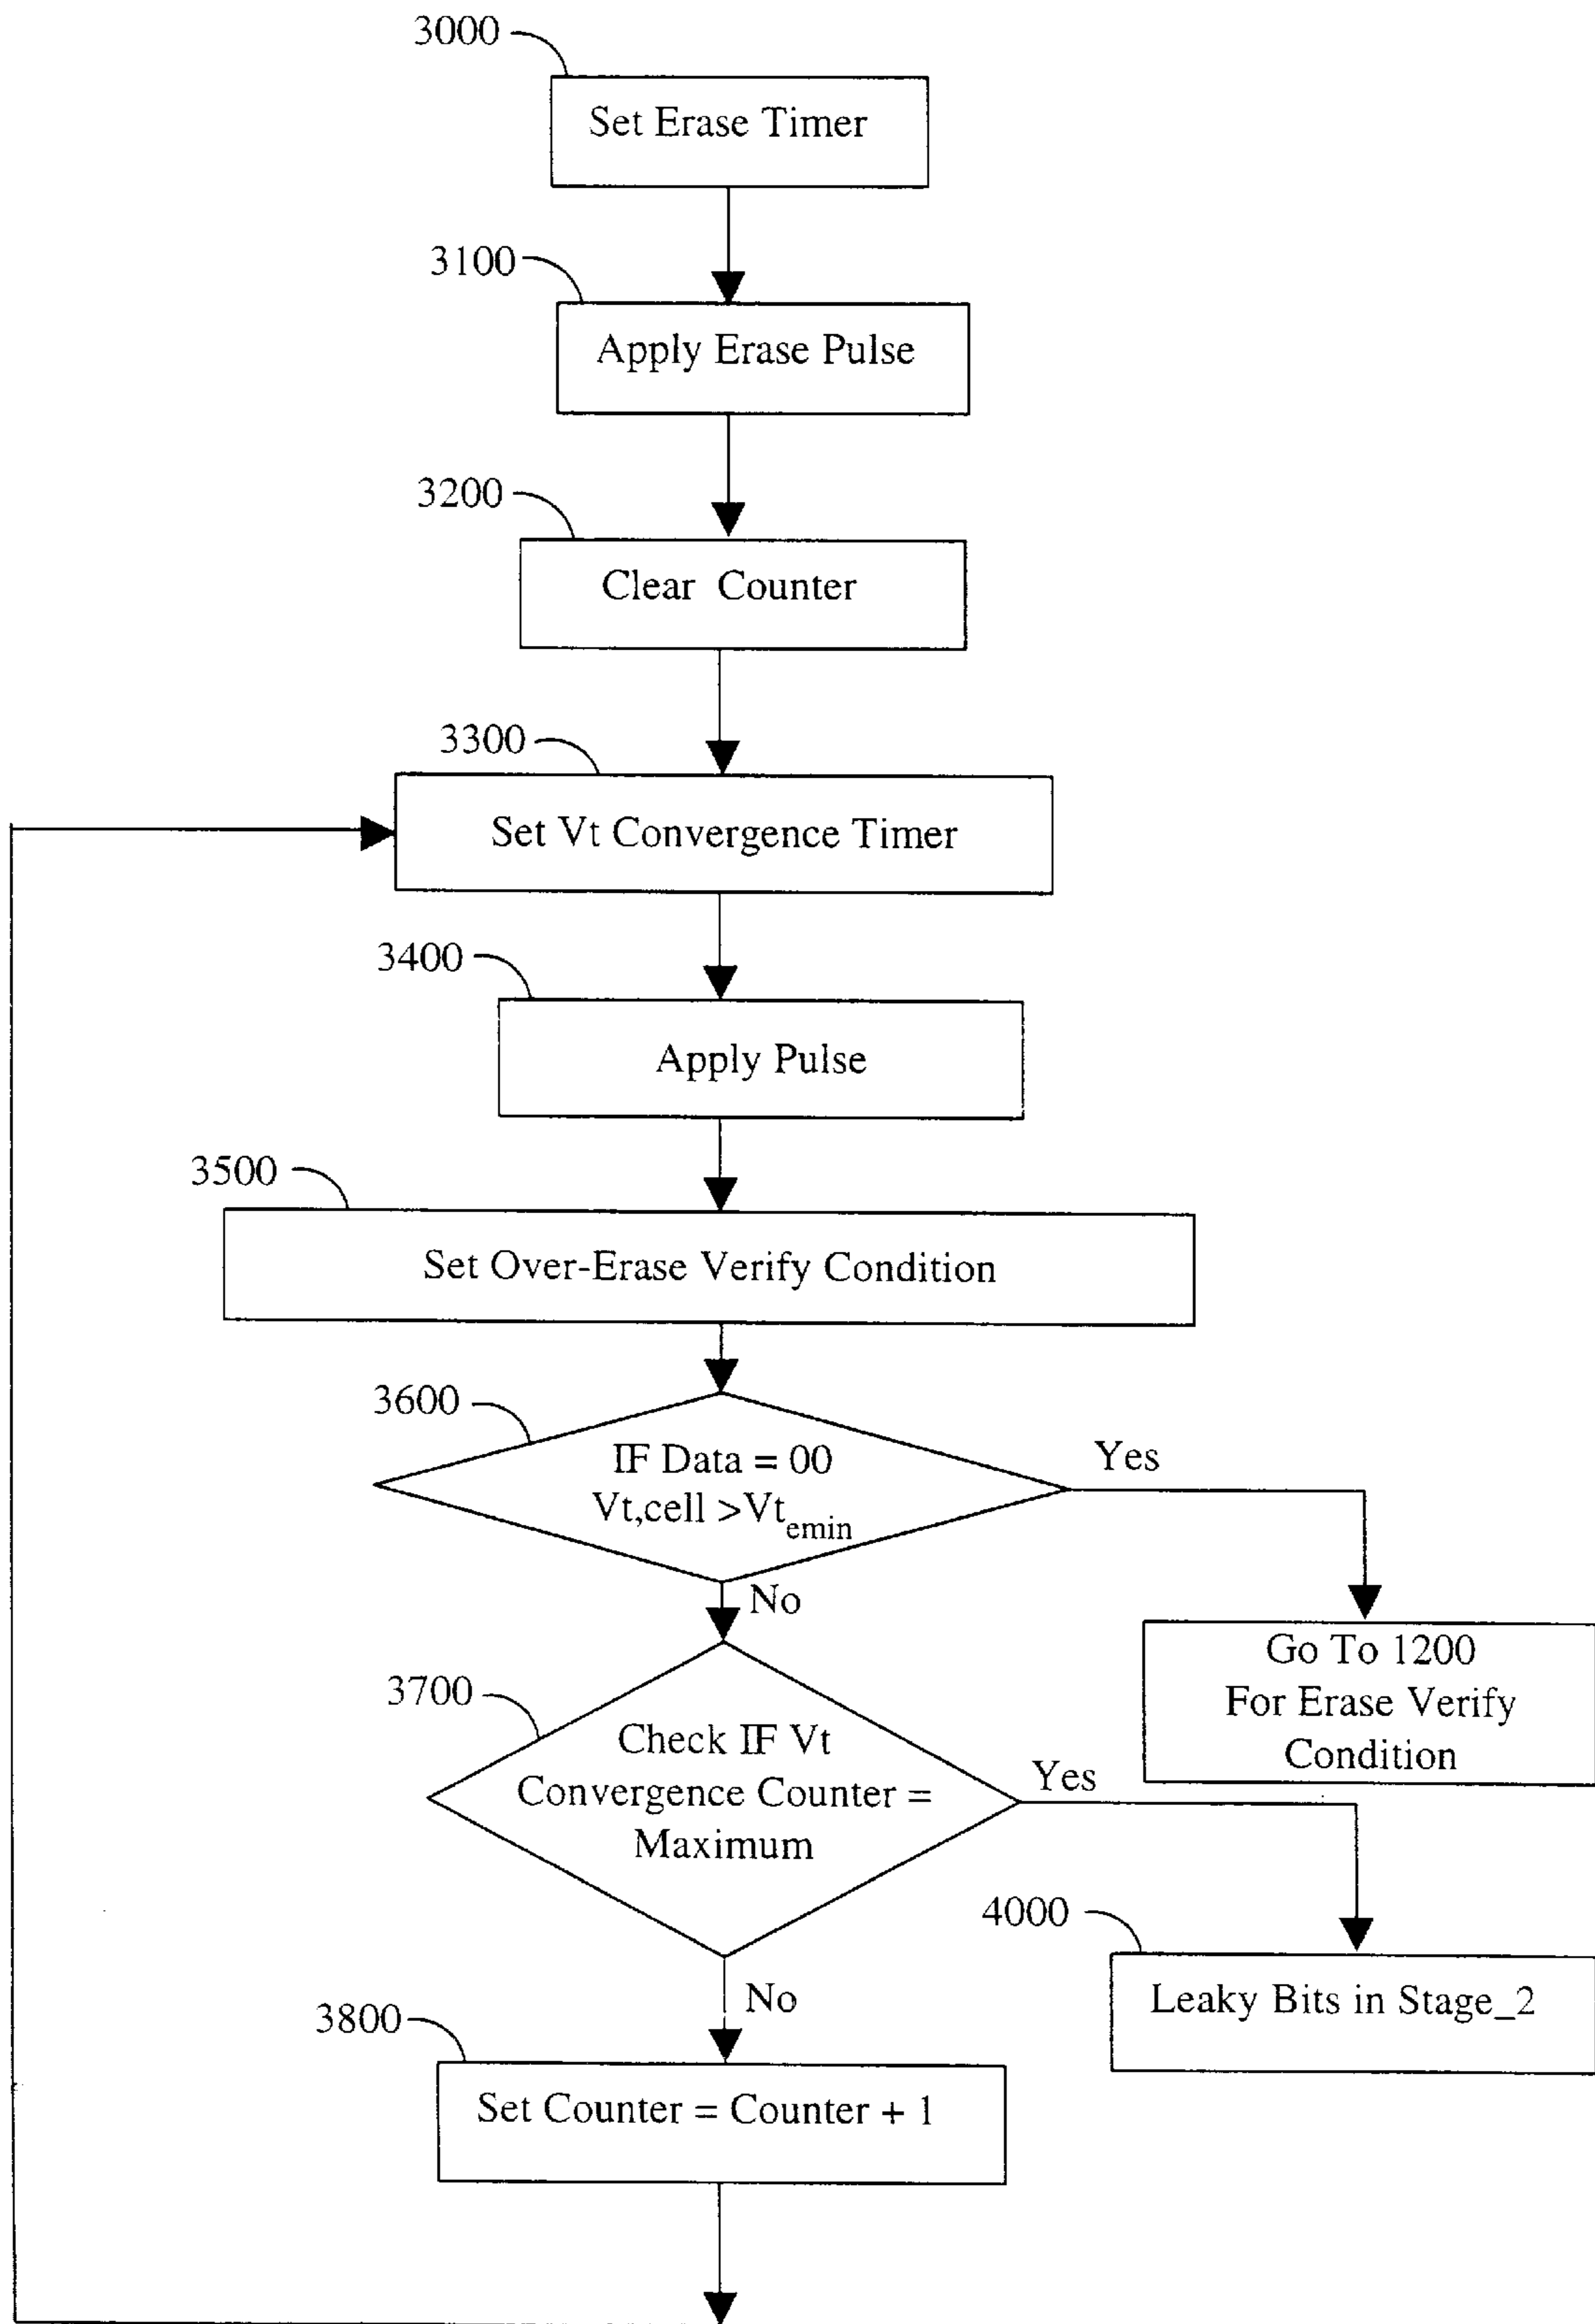 3000
Set Erase Timer
3100
Apply Erase Pulse
3200
Clear Counter
3300
Set Vt Convergence Timer
3400
Apply Pulse
3500
Set Over-Erase Verify Condition
3600
IF Data = 00
Vt,cell >Vtemin
Yes
No
Go To 1200
For Erase Verify
Condition
3700
Check IF Vt
Convergence Counter =
Maximum
Yes
No
4000
Leaky Bits in Stage_2
3800
Set Counter = Counter + 1